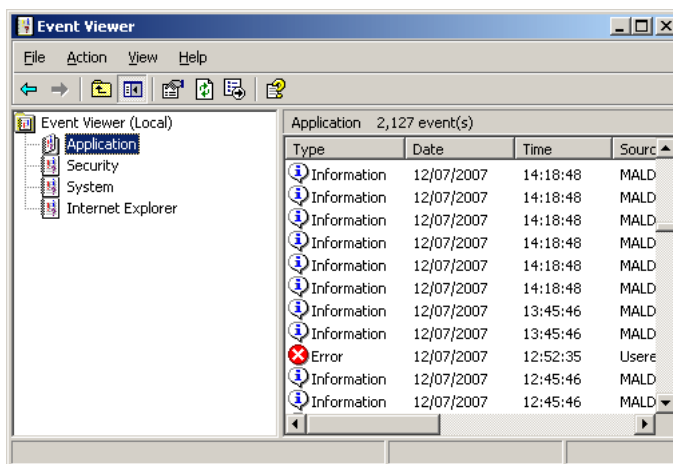 Event Viewer
File Action View Help
Event Viewer (Local)
Application
Security
System
Internet Explorer
Application 2,127 event(s)
Type Date Time Sourc
Information 12/07/2007 14:18:48 MALD
Information 12/07/2007 14:18:48 MALD
Information 12/07/2007 14:18:48 MALD
Information 12/07/2007 14:18:48 MALD
Information 12/07/2007 14:18:48 MALD
Information 12/07/2007 14:18:48 MALD
Information 12/07/2007 13:45:46 MALD
Information 12/07/2007 13:45:46 MALD
Error 12/07/2007 12:52:35 Usere
Information 12/07/2007 12:45:46 MALD
Information 12/07/2007 12:45:46 MALD